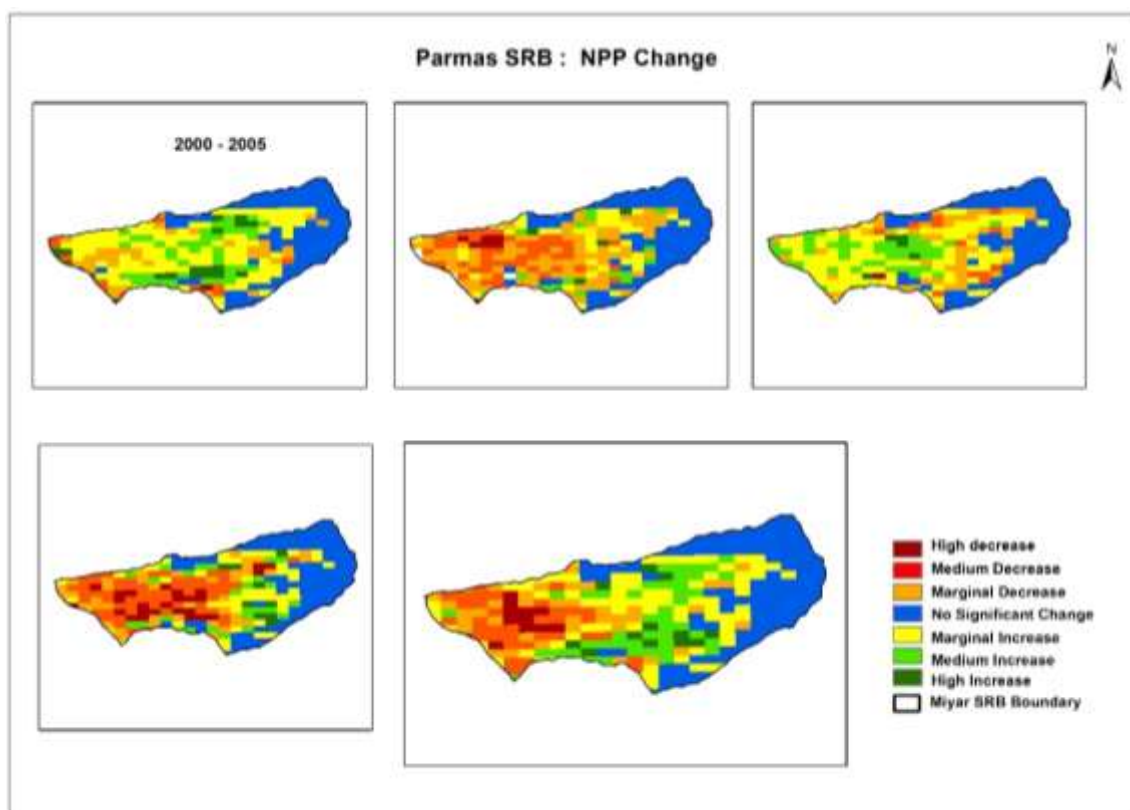 Parmas SRB : NPP Change
N
2000 - 2005
High decrease
Medium Decrease
Marginal Decrease
No Significant Change
Marginal Increase
Medium Increase
High Increase
Miyar SRB Boundary